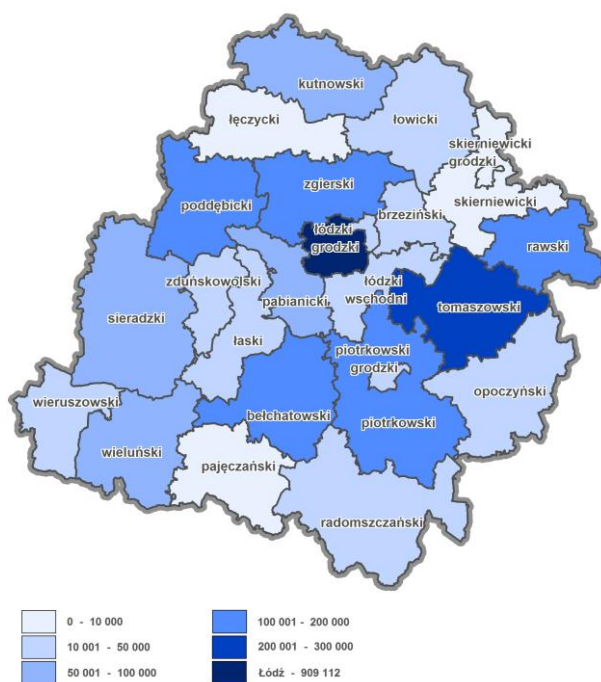 kutnowski
łęczycki
łowicki
skierniewicki
grodzki
zgierski
poddębicki
brzeziński
skierniewicki
łódzki
grodzki
rawski
zduńskowolski
łódzki
wschodni
pabianicki
tomaszowski
sieradzki
łaski
piotrkowski
grodzki
opoczyński
wieruszowski
bełchatowski
piotrkowski
wieluński
pajęczański
radomszczański
0 - 10 000
100 001 - 200 000
10 001 - 50 000
200 001 - 300 000
50 001 - 100 000
Łódź - 909 112